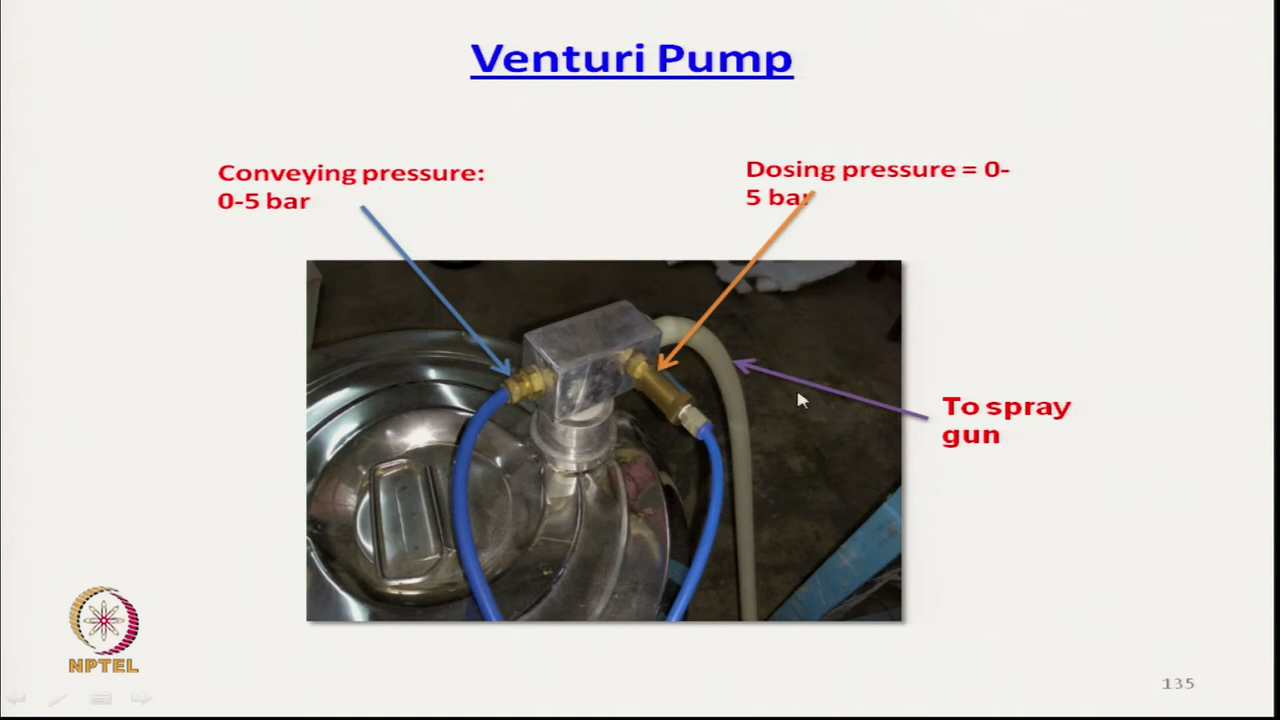 Venturi Pump
Conveying pressure:
0-5 bar
Dosing pressure = 0-
5 bar
To spray
gun
NPTEL
135